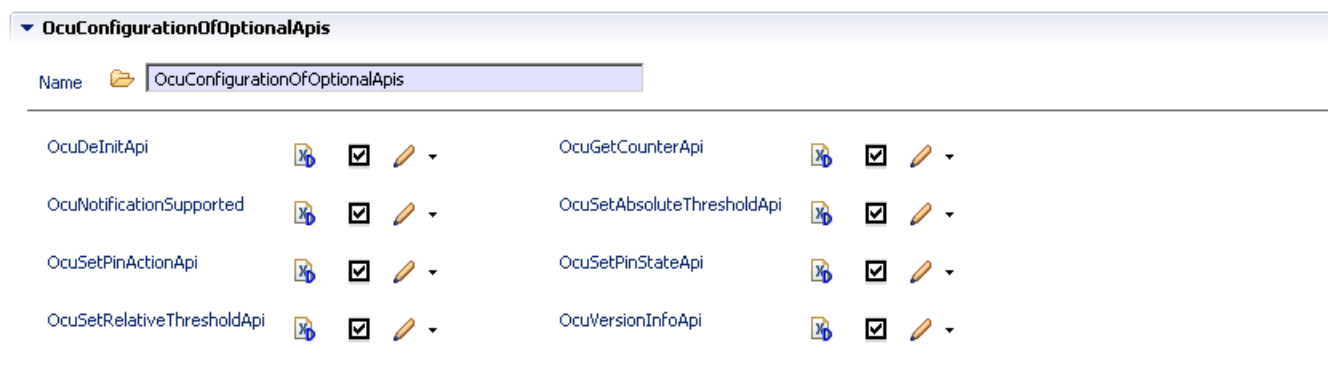 OcuConfigurationOfOptionalApis
Name OcuConfigurationOfOptionalApis
OcuDeInitApi OcuGetCounterApi
OcuNotificationSupported OcuSetAbsoluteThresholdApi
OcuSetPinActionApi OcuSetPinStateApi
OcuSetRelativeThresholdApi OcuVersionInfoApi